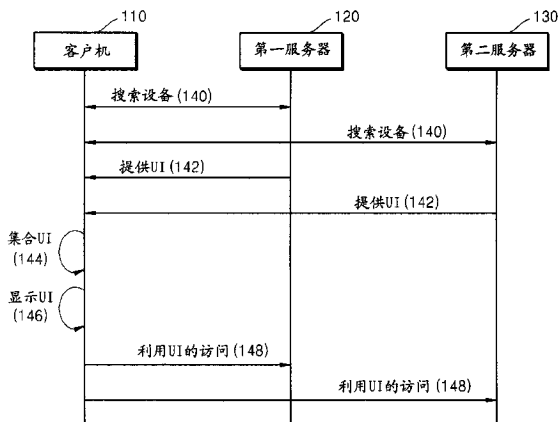 110
120
130
客户机
第一服务器
第二服务器
搜索设备(140)
搜索设备(140)
提供UI(142)
提供UI(142)
集合UI
(144)
显示UI
(146)
利用UI的访问(148)
利用UI的访问(148)